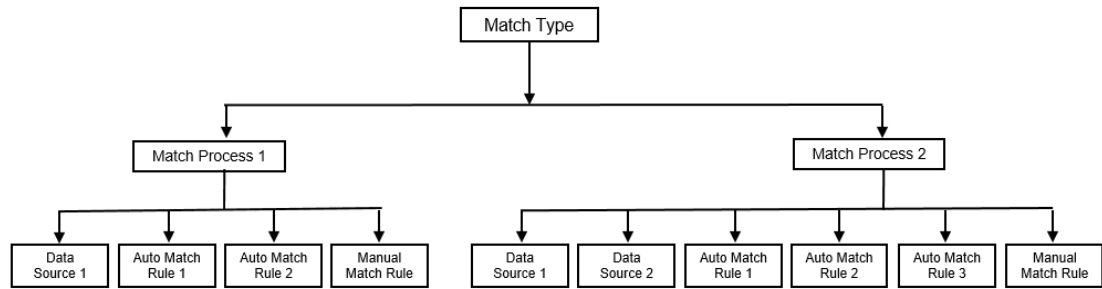 Match Type
Match Process 1
Match Process 2
Data
Source 1
Auto Match
Rule 1
Auto Match
Rule 2
Manual
Match Rule
Data
Source 1
Data
Source 2
Auto Match
Rule 1
Auto Match
Rule 2
Auto Match
Rule 3
Manual
Match Rule